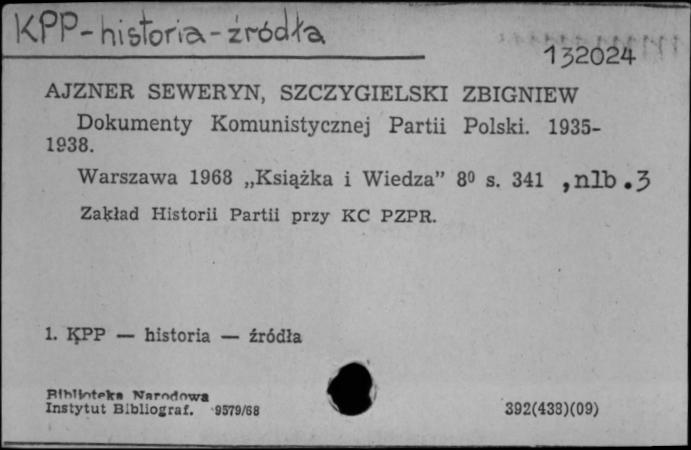 KPP-historia-źródła
132024
AJZNER SEWERYN, SZCZYGIELSKI ZBIGNIEW
Dokumenty Komunistycznej Partii Polski. 1935-
1938.
Warszawa 1968 „Książka i Wiedza” 8⁰ s. 341 , nlb . 3
Zakład Historii Partii przy KC PZPR.
1. KPP — historia — źródła
Biblioteka Narodowa
Instytut Bibliograf. 9579/68
392(438)(09)